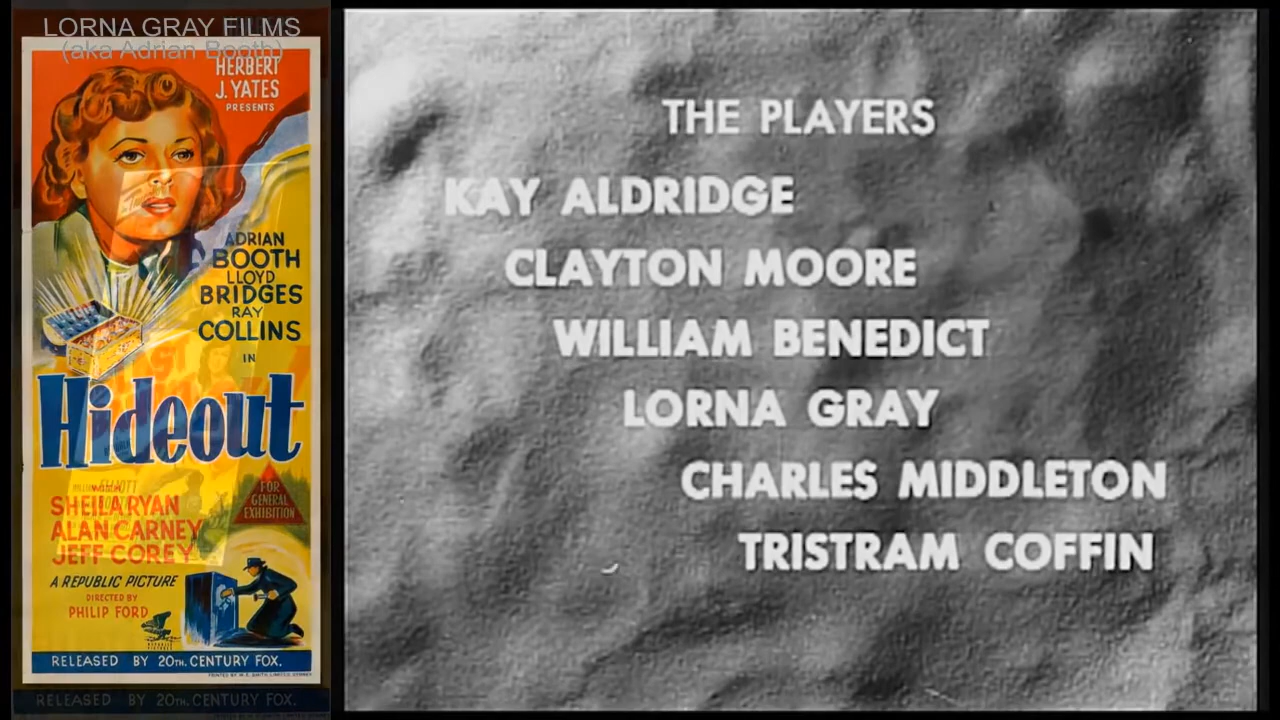 LORNA GRAY FILMS
(aka Adrian Booth)
HERBERT
J. YATES
PRESENTS
ADRIAN
BOOTH
LLOYD
BRIDGES
RAY
COLLINS
IN
Hideout
WITH
SHEILA RYAN
ALAN CARNEY
JEFF COREY
FOR
GENERAL
EXHIBITION
A REPUBLIC PICTURE
DIRECTED BY
PHILIP FORD
RELEASED BY 20TH. CENTURY FOX.
RELEASED BY 20TH. CENTURY FOX.
THE PLAYERS
KAY ALDRIDGE
CLAYTON MOORE
WILLIAM BENEDICT
LORNA GRAY
CHARLES MIDDLETON
TRISTRAM COFFIN